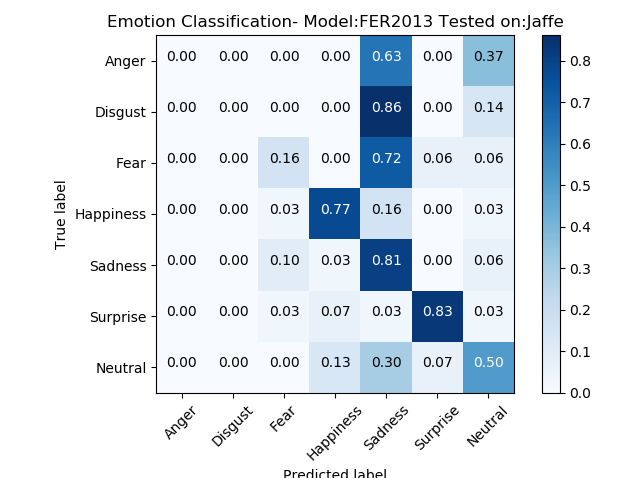 Emotion Classification- Model:FER2013 Tested on:Jaffe
True label
Anger 0.00 0.00 0.00 0.00 0.63 0.00 0.37
Disgust 0.00 0.00 0.00 0.00 0.86 0.00 0.14
Fear 0.00 0.00 0.16 0.00 0.72 0.06 0.06
Happiness 0.00 0.00 0.03 0.77 0.16 0.00 0.03
Sadness 0.00 0.00 0.10 0.03 0.81 0.00 0.06
Surprise 0.00 0.00 0.03 0.07 0.03 0.83 0.03
Neutral 0.00 0.00 0.00 0.13 0.30 0.07 0.50
Anger Disgust Fear Happiness Sadness Surprise Neutral
Predicted label
0.8
0.7
0.6
0.5
0.4
0.3
0.2
0.1
0.0